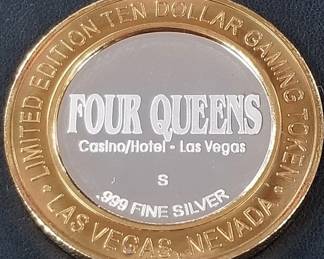 LIMITED EDITION TEN DOLLAR GAMING TOKEN •
FOUR QUEENS
Casino/Hotel - Las Vegas
S
.999 FINE SILVER
• LAS VEGAS, NEVADA •